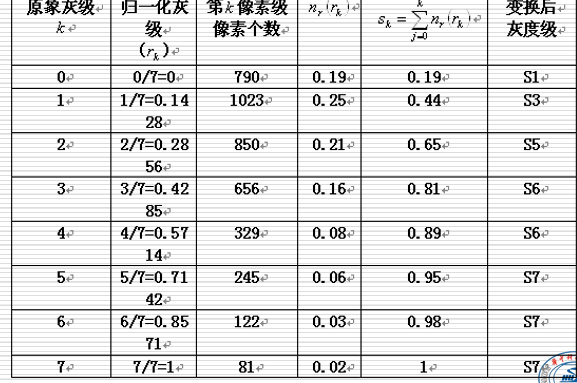 原象灰级 k 归一化灰级 (r_k) 第k像素级像素个数 n_r(r_k) s_k = \sum_{j=0}^{k} n_r(r_k) 变换后灰度级
0 0/7=0 790 0.19 0.19 S1
1 1/7=0.1428 1023 0.25 0.44 S3
2 2/7=0.2856 850 0.21 0.65 S5
3 3/7=0.4285 656 0.16 0.81 S6
4 4/7=0.5714 329 0.08 0.89 S6
5 5/7=0.7142 245 0.06 0.95 S7
6 6/7=0.8571 122 0.03 0.98 S7
7 7/7=1 81 0.02 1 S7